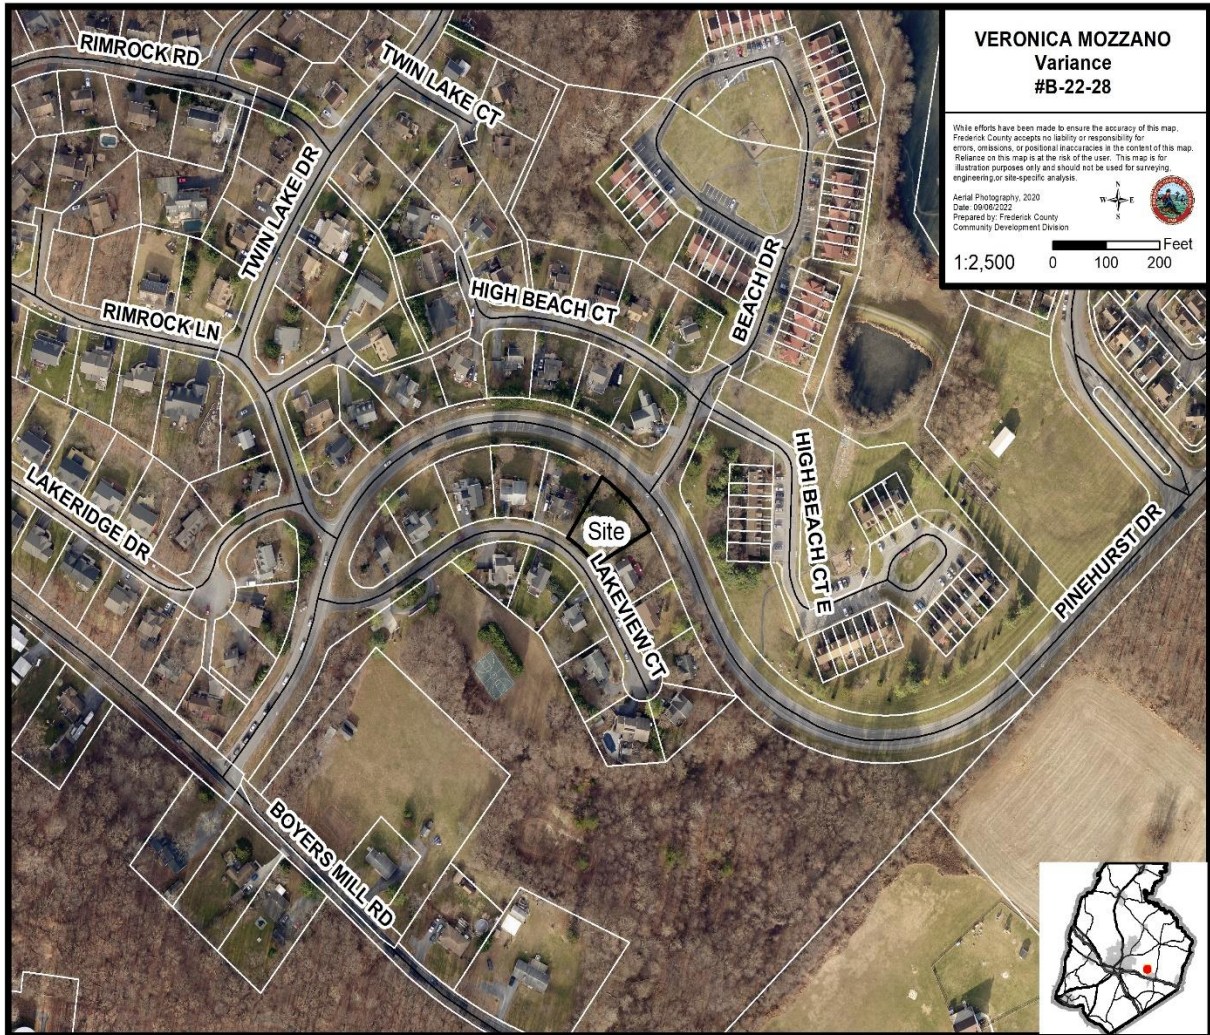 VERONICA MOZZANO
Variance
#B-22-28
While efforts have been made to ensure the accuracy of this map,
Frederick County accepts no liability or responsibility for
errors, omissions, or positional inaccuracies in the content of this map.
Reliance on this map is at the risk of the user. This map is for
illustration purposes only and should not be used for surveying,
engineering,or site-specific analysis.
Aerial Photography, 2020
Date: 09/06/2022
Prepared by: Frederick County
Community Development Division
N
W E
S
1:2,500
Feet
0 100 200
RIMROCK RD
TWIN LAKE CT
TWIN LAKE DR
HIGH BEACH CT
BEACH DR
RIMROCK LN
LAKERIDGE DR
HIGH BEACH CT E
Site
LAKEVIEW CT
PINEHURST DR
BOYERS MILL RD